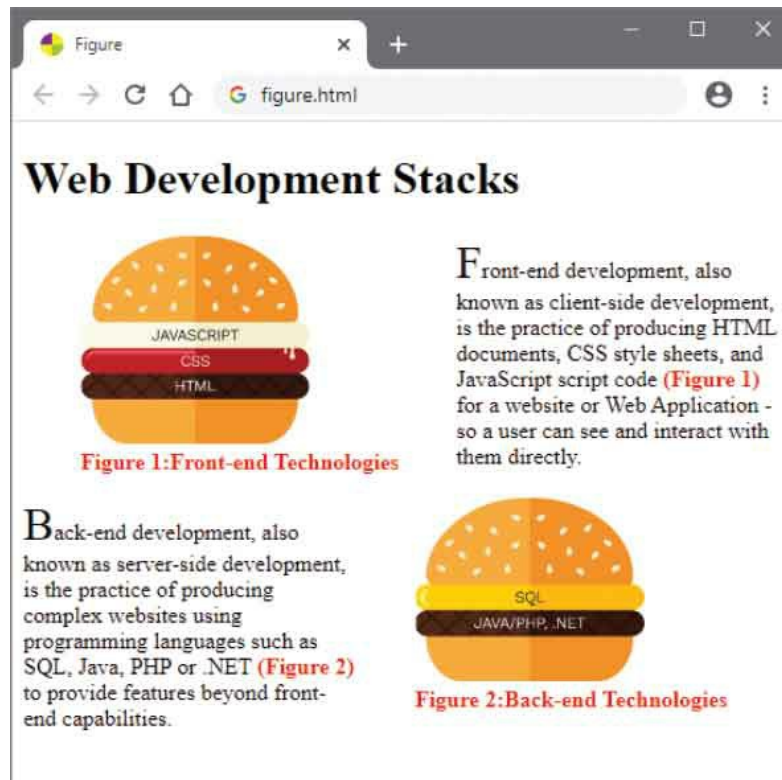 Figure
figure.html
Web Development Stacks
JAVASCRIPT
CSS
HTML
Figure 1:Front-end Technologies
Front-end development, also
known as client-side development,
is the practice of producing HTML
documents, CSS style sheets, and
JavaScript script code (Figure 1)
for a website or Web Application -
so a user can see and interact with
them directly.
Back-end development, also
known as server-side development,
is the practice of producing
complex websites using
programming languages such as
SQL, Java, PHP or .NET (Figure 2)
to provide features beyond front-
end capabilities.
SQL
JAVA/PHP, .NET
Figure 2:Back-end Technologies